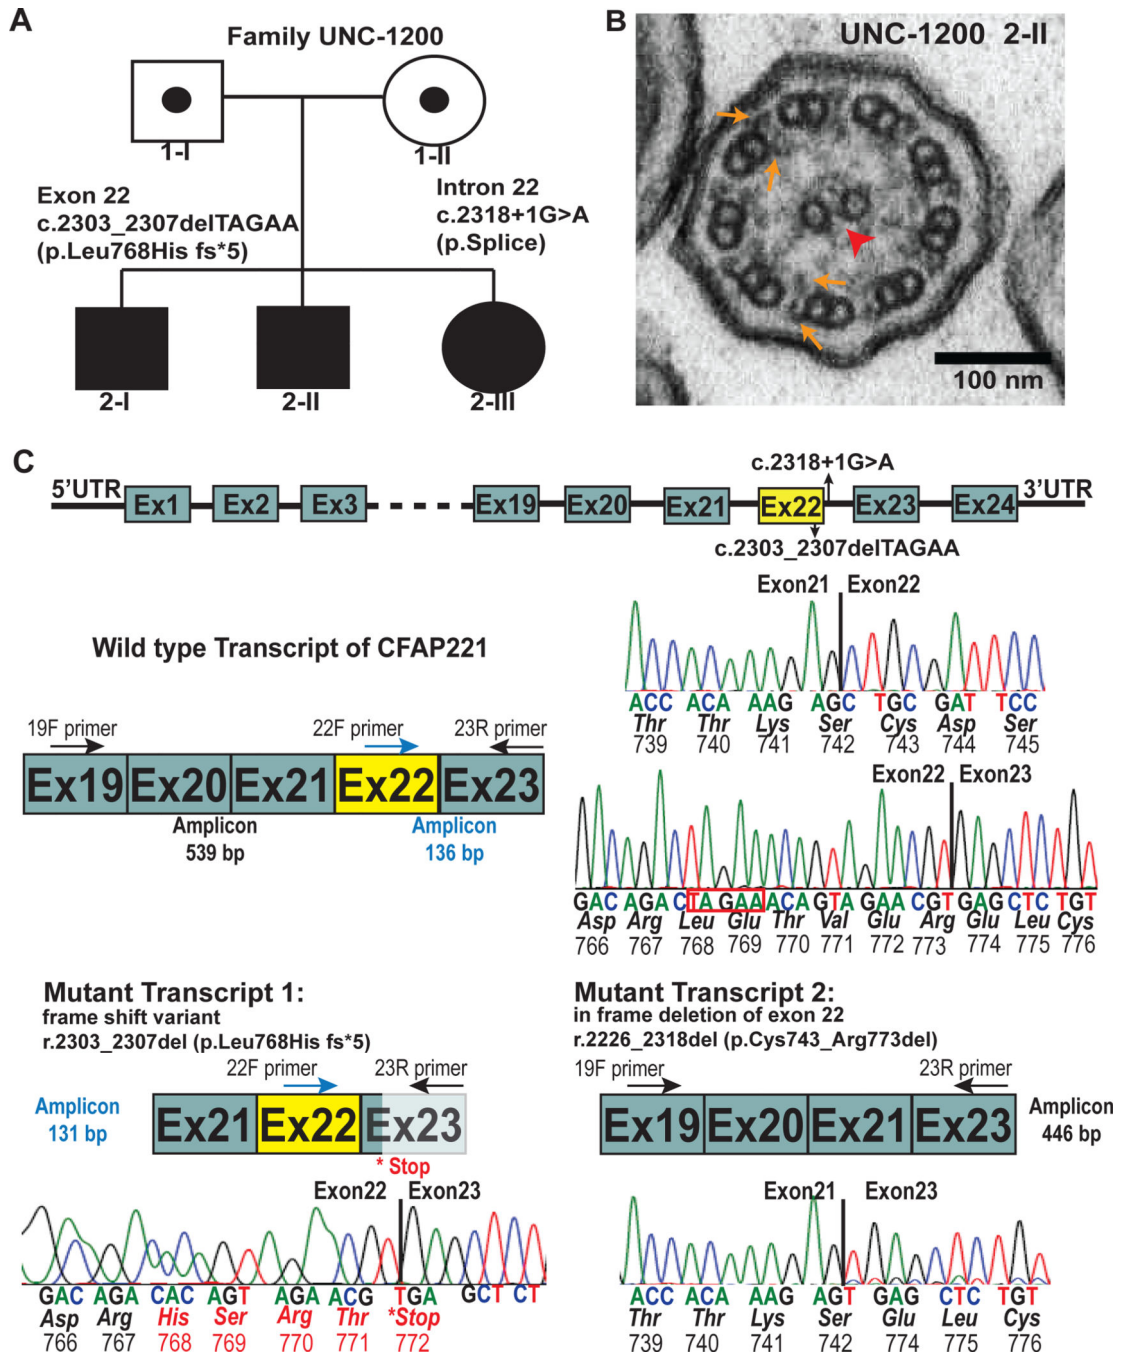 A
Family UNC-1200
1-I
1-II
Exon 22
c.2303_2307delTAGAA
(p.Leu768His fs*5)
Intron 22
c.2318+1G>A
(p.Splice)
2-I
2-II
2-III
B
UNC-1200 2-II
100 nm
C
c.2318+1G>A
5’UTR
Ex1
Ex2
Ex3
Ex19
Ex20
Ex21
Ex22
Ex23
Ex24
3’UTR
c.2303_2307delTAGAA
Wild type Transcript of CFAP221
19F primer
22F primer
23R primer
Ex19
Ex20
Ex21
Ex22
Ex23
Amplicon
539 bp
Amplicon
136 bp
Exon21 Exon22
ACC ACA AAG AGC TGC GAT TCC
Thr Thr Lys Ser Cys Asp Ser
739 740 741 742 743 744 745
Exon22 Exon23
GAC AGAC TAGAA ACAGTAGAACGTGAGCTCTGT
Asp Arg Leu Glu Thr Val Glu Arg Glu Leu Cys
766 767 768 769 770 771 772 773 774 775 776
Mutant Transcript 1:
frame shift variant
r.2303_2307del (p.Leu768His fs*5)
22F primer
23R primer
Amplicon
131 bp
Ex21
Ex22
Ex23
* Stop
Exon22 Exon23
GAC AGA CAC AGT AGA ACG TGA GCT CT
Asp Arg His Ser Arg Thr *Stop
766 767 768 769 770 771 772
Mutant Transcript 2:
in frame deletion of exon 22
r.2226_2318del (p.Cys743_Arg773del)
19F primer
23R primer
Ex19
Ex20
Ex21
Ex23
Amplicon
446 bp
Exon21 Exon23
ACC ACA AAG AGT GAG CTC TGT
Thr Thr Lys Ser Glu Leu Cys
739 740 741 742 774 775 776